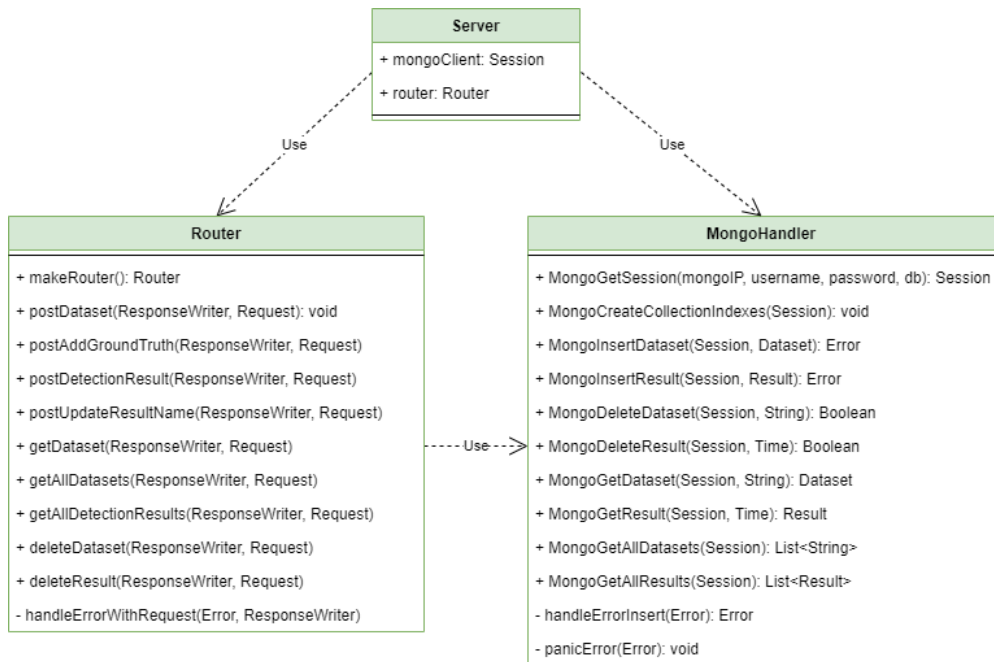 Server
+ mongoClient: Session
+ router: Router
Use
Use
Router
+ makeRouter(): Router
+ postDataset(ResponseWriter, Request): void
+ postAddGroundTruth(ResponseWriter, Request)
+ postDetectionResult(ResponseWriter, Request)
+ postUpdateResultName(ResponseWriter, Request)
+ getDataset(ResponseWriter, Request)
+ getAllDatasets(ResponseWriter, Request)
+ getAllDetectionResults(ResponseWriter, Request)
+ deleteDataset(ResponseWriter, Request)
+ deleteResult(ResponseWriter, Request)
- handleErrorWithRequest(Error, ResponseWriter)
Use
MongoHandler
+ MongoGetSession(mongoIP, username, password, db): Session
+ MongoCreateCollectionIndexes(Session): void
+ MongoInsertDataset(Session, Dataset): Error
+ MongoInsertResult(Session, Result): Error
+ MongoDeleteDataset(Session, String): Boolean
+ MongoDeleteResult(Session, Time): Boolean
+ MongoGetDataset(Session, String): Dataset
+ MongoGetResult(Session, Time): Result
+ MongoGetAllDatasets(Session): List<String>
+ MongoGetAllResults(Session): List<Result>
- handleErrorInsert(Error): Error
- panicError(Error): void